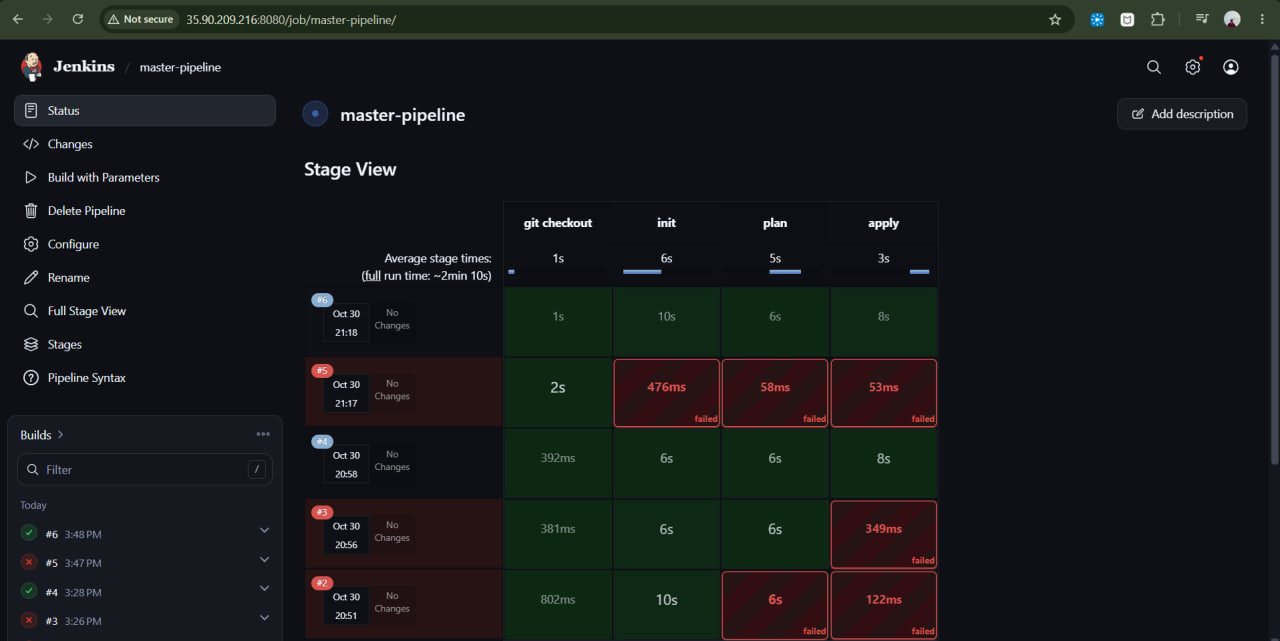 Not secure 35.90.209.216:8080/job/master-pipeline/
Jenkins / master-pipeline
Status
Changes
Build with Parameters
Delete Pipeline
Configure
Rename
Full Stage View
Stages
Pipeline Syntax
Builds
Filter /
Today
#6 3:48 PM
#5 3:47 PM
#4 3:28 PM
#3 3:26 PM
master-pipeline
Add description
Stage View
git checkout init plan apply
Average stage times: 1s 6s 5s 3s
(full run time: ~2min 10s)
#6
Oct 30 No
21:18 Changes
1s 10s 6s 8s
#5
Oct 30 No
21:17 Changes
2s 476ms 58ms 53ms
failed failed failed
#4
Oct 30 No
20:58 Changes
392ms 6s 6s 8s
#3
Oct 30 No
20:56 Changes
381ms 6s 6s 349ms
failed
#2
Oct 30 No
20:51 Changes
802ms 10s 6s 122ms
failed failed